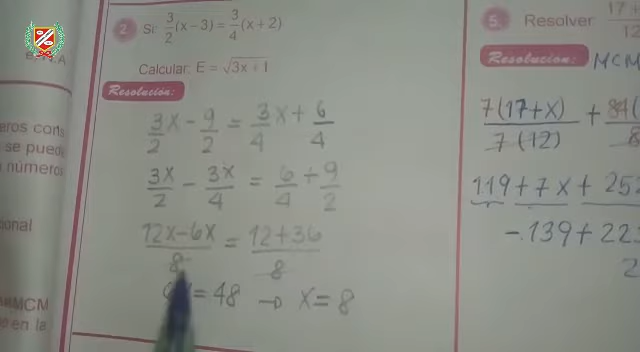 2 Si: 3/2(x-3) = 3/4(x+2)
Calcular: E = √3x+1
Resolución:
3/2 x - 9/2 = 3/4 x + 6/4
3x/2 - 3x/4 = 6/4 + 9/2
12x-6x/8 = 12+36/8
= 48 → x = 8
5. Resolver
Resolución: MCM
7(17+x)/7(12) +
119 + 7x + 252
-139 + 22
eros
se pued
números
ional
MCM
en la